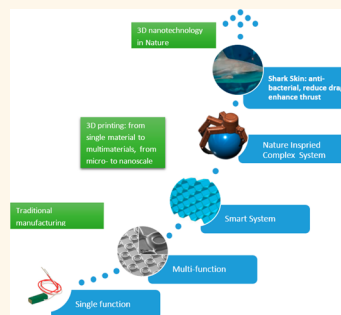 3D nanotechnology
in Nature
Shark Skin: anti-
bacterial, reduce drag,
enhance thrust
3D printing: from
single material to
multimaterials, from
micro- to nanoscale
Nature Inspried
Complex System
Traditional
manufacturing
Smart System
Multi-function
Single function